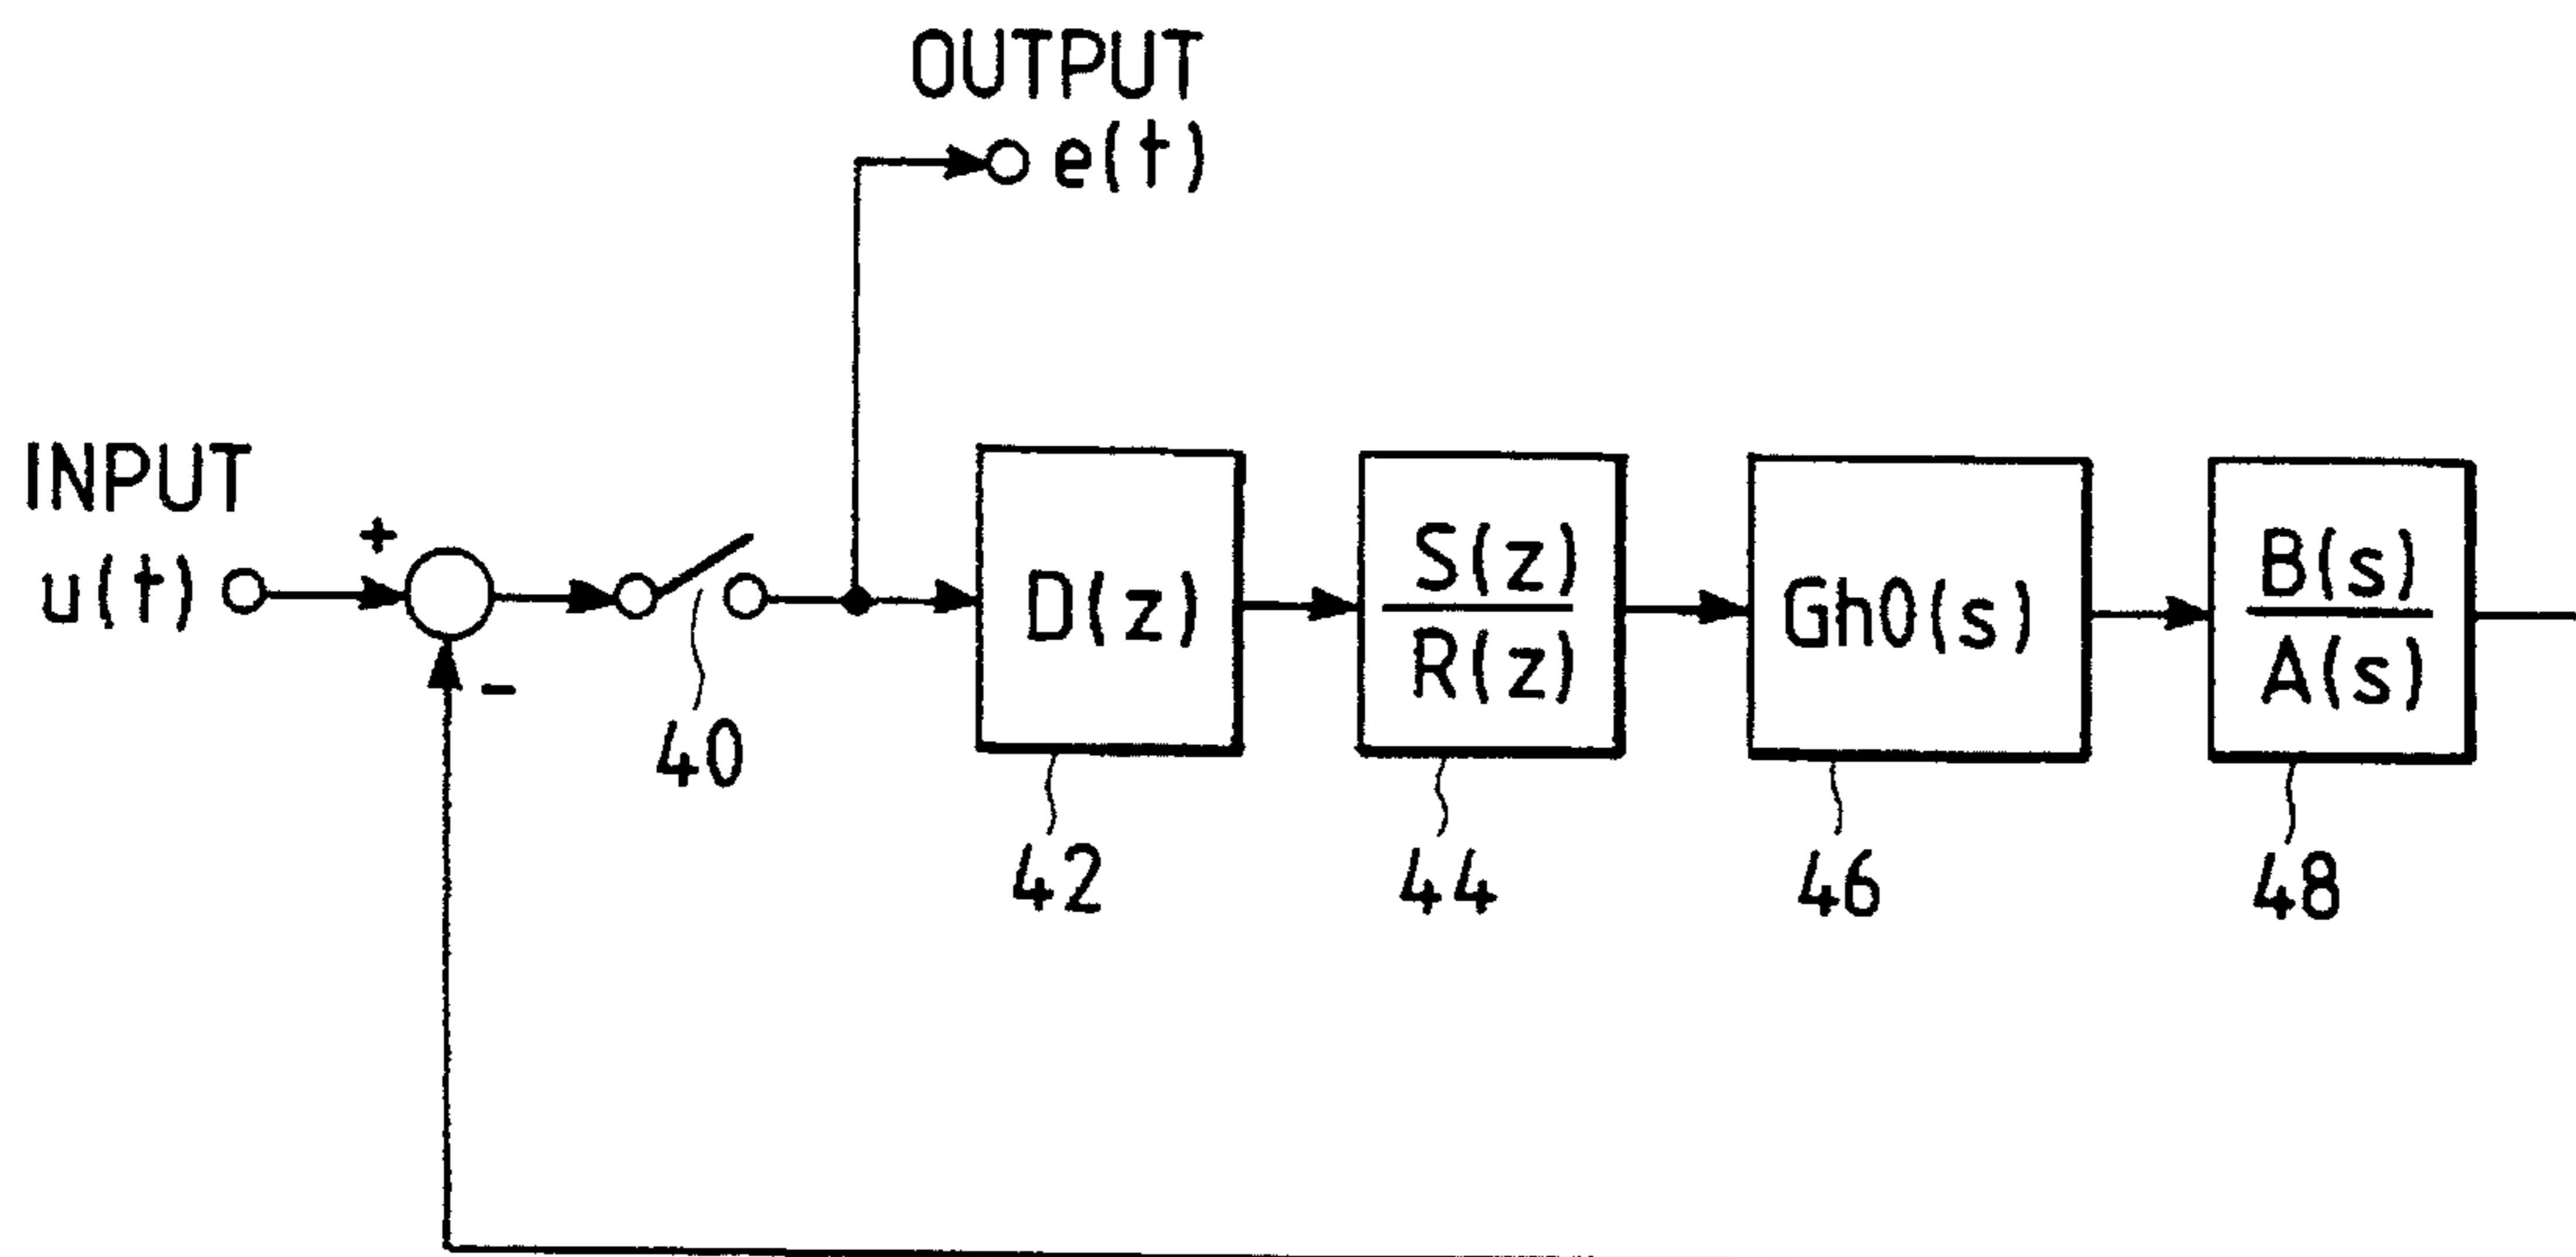 OUTPUT
e(t)
INPUT
u(t)
+
-
40
D(z)
42
S(z)
R(z)
44
Gh0(s)
46
B(s)
A(s)
48